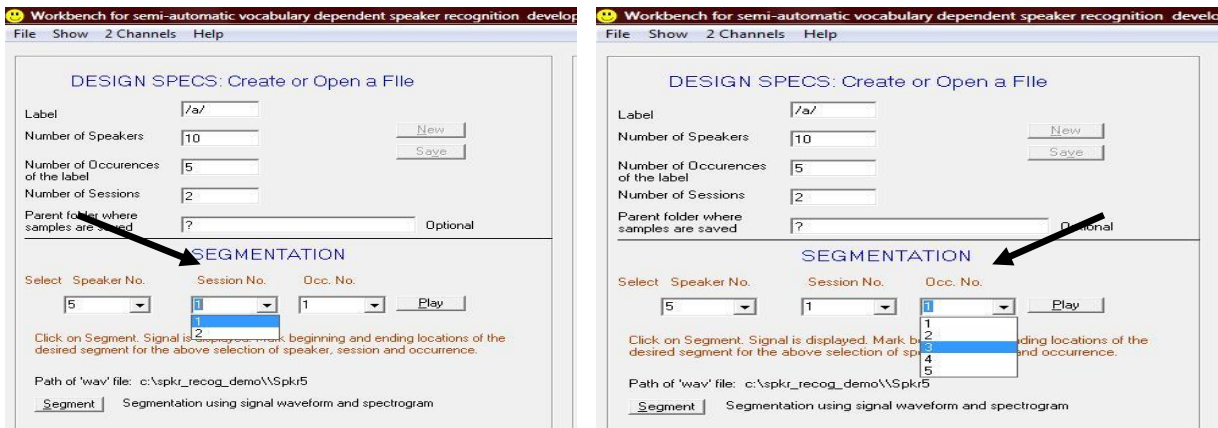 Workbench for semi-automatic vocabulary dependent speaker recognition develop
File Show 2 Channels Help
DESIGN SPECS: Create or Open a FIle
Label /a/
Number of Speakers 10 New
Save
Number of Occurences
of the label 5
Number of Sessions 2
Parent folder where
samples are saved ? Optional
SEGMENTATION
Select Speaker No. Session No. Occ. No.
5 1 1 Play
1
2
Click on Segment. Signal is displayed. Mark beginning and ending locations of the
desired segment for the above selection of speaker, session and occurrence.
Path of 'wav' file: c:\spkr_recog_demo\\Spkr5
Segment Segmentation using signal waveform and spectrogram
Workbench for semi-automatic vocabulary dependent speaker recognition develo
File Show 2 Channels Help
DESIGN SPECS: Create or Open a FIle
Label /a/
Number of Speakers 10 New
Save
Number of Occurences
of the label 5
Number of Sessions 2
Parent folder where
samples are saved ? Optional
SEGMENTATION
Select Speaker No. Session No. Occ. No.
5 1 1 Play
1
2
3
4
5
Click on Segment. Signal is displayed. Mark b ding locations of the
desired segment for the above selection of sp and occurrence.
Path of 'wav' file: c:\spkr_recog_demo\\Spkr5
Segment Segmentation using signal waveform and spectrogram